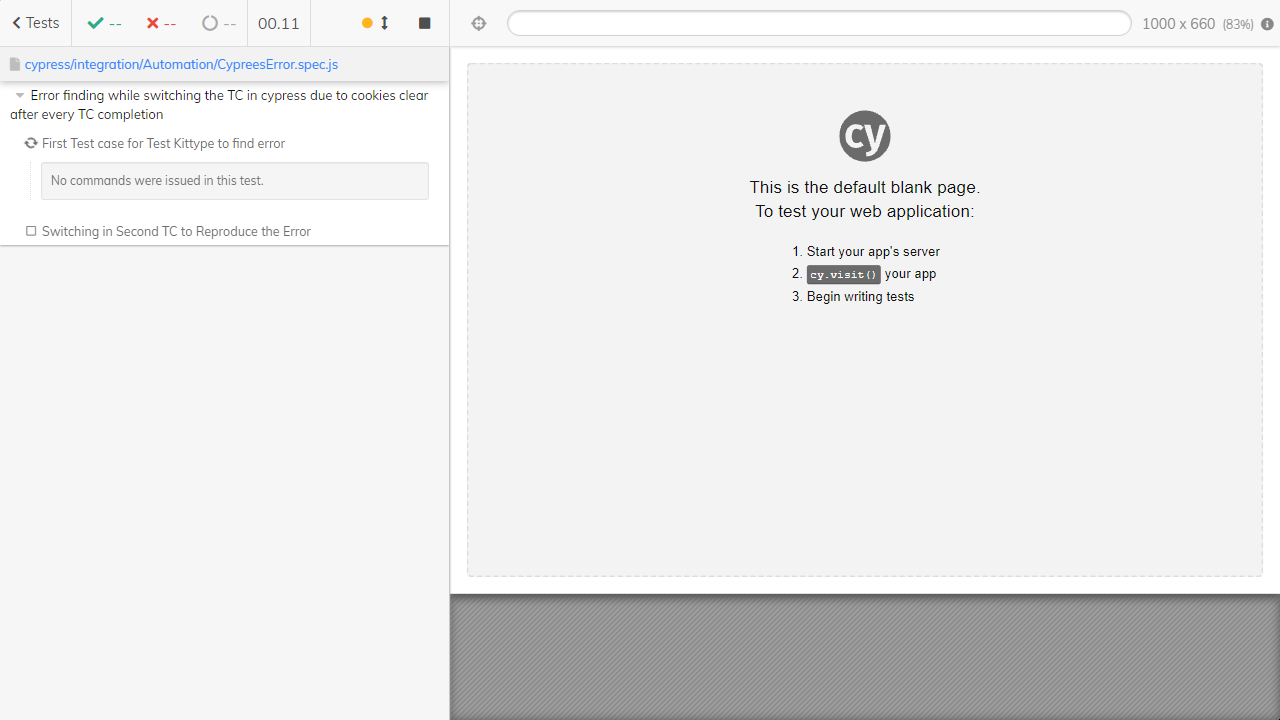 Tests
--
--
--
00.11
1000 x 660 (83%)
cypress/integration/Automation/CypreesError.spec.js
Error finding while switching the TC in cypress due to cookies clear
after every TC completion
First Test case for Test Kittype to find error
No commands were issued in this test.
Switching in Second TC to Reproduce the Error
cy
This is the default blank page.
To test your web application:
1. Start your app's server
2. cy.visit() your app
3. Begin writing tests